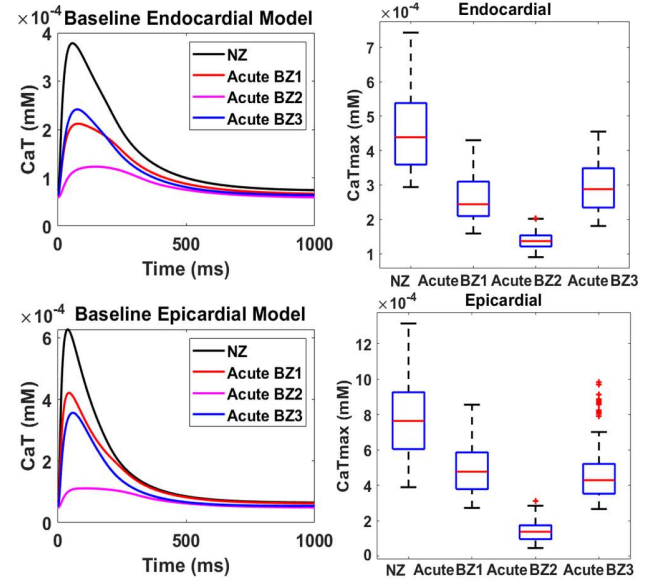 Baseline Endocardial Model
×10⁻⁴
4
3
2
1
0
CaT (mM)
NZ
Acute BZ1
Acute BZ2
Acute BZ3
0 500 1000
Time (ms)
Endocardial
×10⁻⁴
7
6
5
4
3
2
1
CaTmax (mM)
NZ Acute BZ1 Acute BZ2 Acute BZ3
Baseline Epicardial Model
×10⁻⁴
6
4
2
0
CaT (mM)
NZ
Acute BZ1
Acute BZ2
Acute BZ3
0 500 1000
Time (ms)
Epicardial
×10⁻⁴
12
10
8
6
4
2
0
CaTmax (mM)
NZ Acute BZ1 Acute BZ2 Acute BZ3